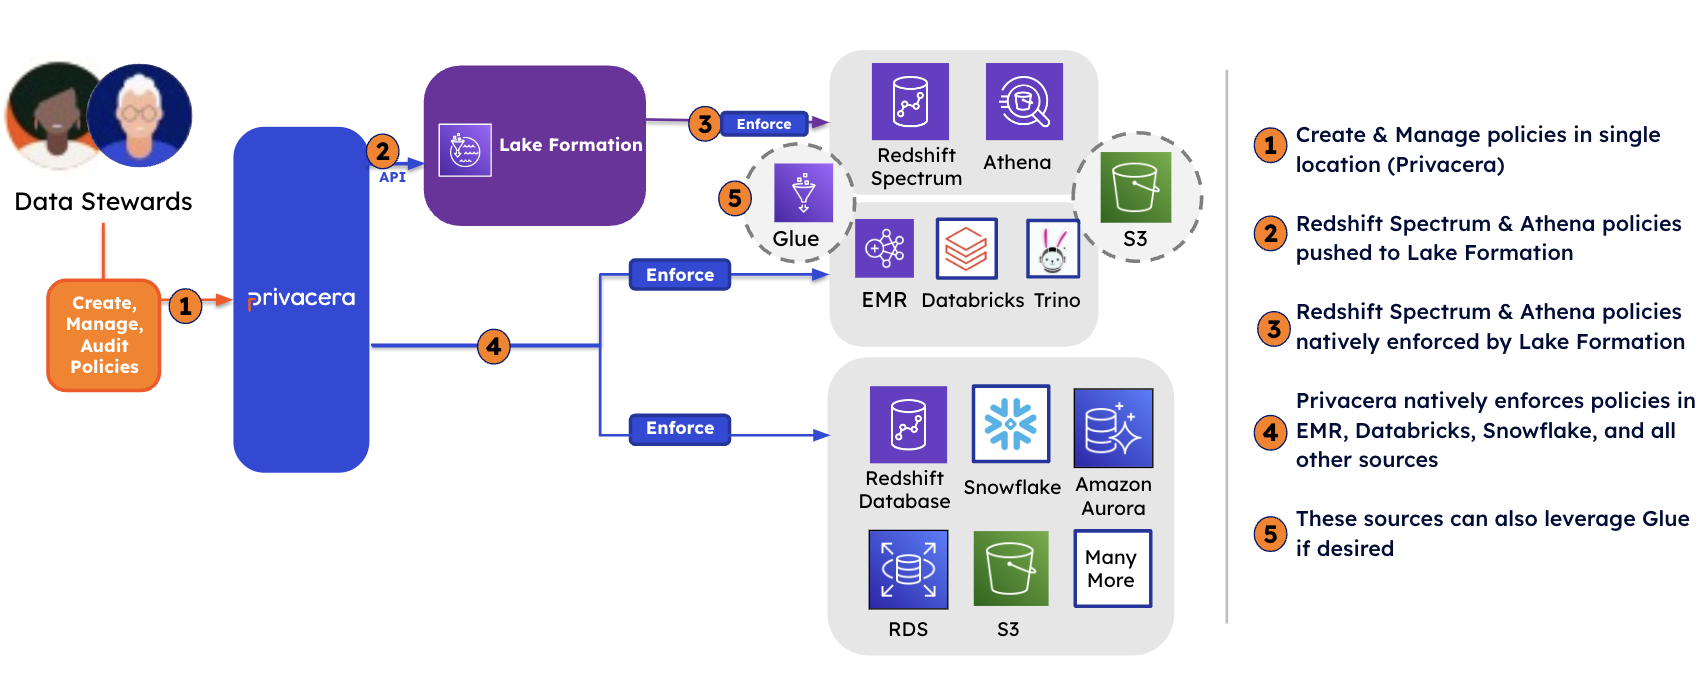 Data Stewards
Create,
Manage,
Audit
Policies
1
privacera
2
API
Lake Formation
3
Enforce
Redshift
Spectrum
Athena
5
Glue
S3
EMR
Databricks
Trino
4
Enforce
Enforce
Redshift
Database
Snowflake
Amazon
Aurora
RDS
S3
Many
More
1
Create & Manage policies in single
location (Privacera)
2
Redshift Spectrum & Athena policies
pushed to Lake Formation
3
Redshift Spectrum & Athena policies
natively enforced by Lake Formation
4
Privacera natively enforces policies in
EMR, Databricks, Snowflake, and all
other sources
5
These sources can also leverage Glue
if desired